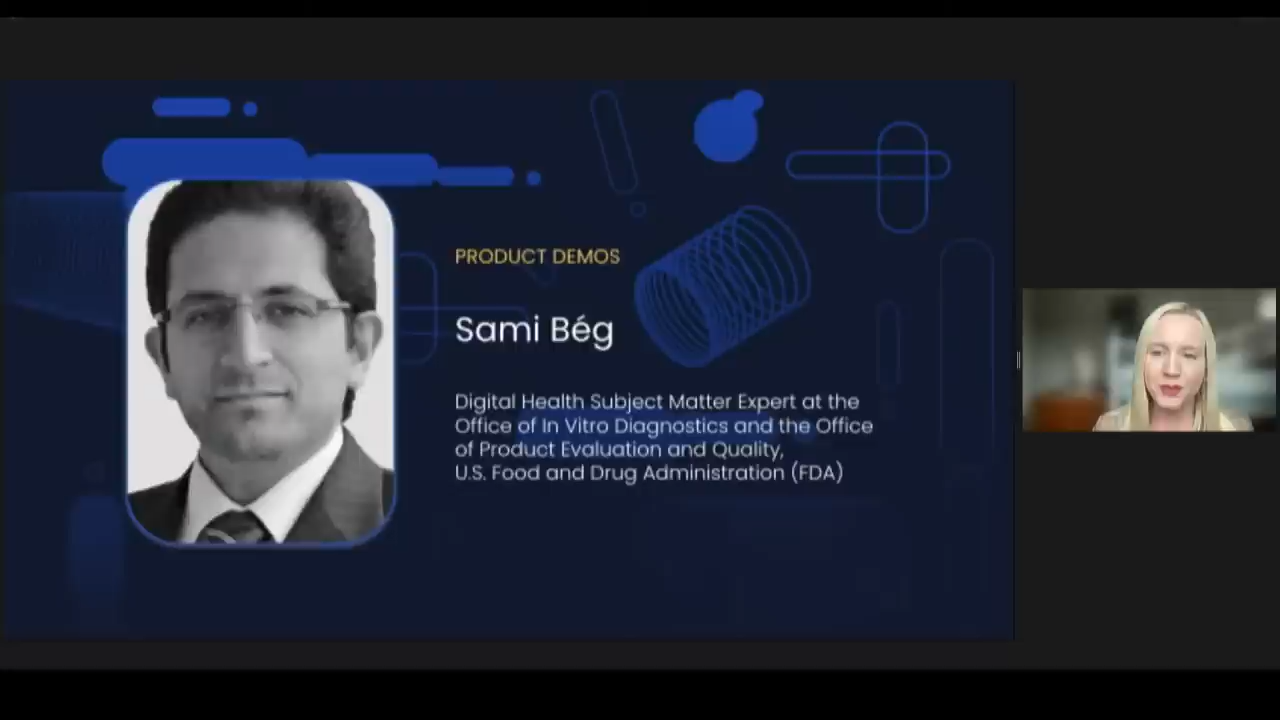 PRODUCT DEMOS
Sami Bég
Digital Health Subject Matter Expert at the
Office of In Vitro Diagnostics and the Office
of Product Evaluation and Quality,
U.S. Food and Drug Administration (FDA)